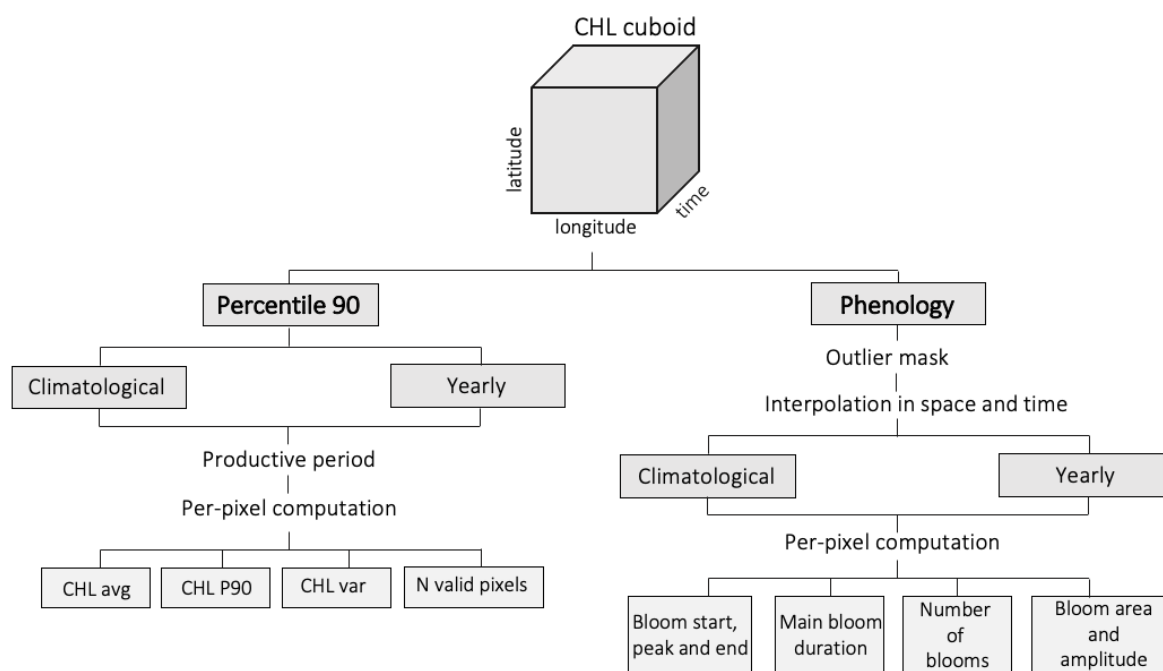 CHL cuboid
latitude
time
longitude
Percentile 90
Climatological
Yearly
Productive period
Per-pixel computation
CHL avg
CHL P90
CHL var
N valid pixels
Phenology
Outlier mask
Interpolation in space and time
Climatological
Yearly
Per-pixel computation
Bloom start,
peak and end
Main bloom
duration
Number
of
blooms
Bloom area
and
amplitude